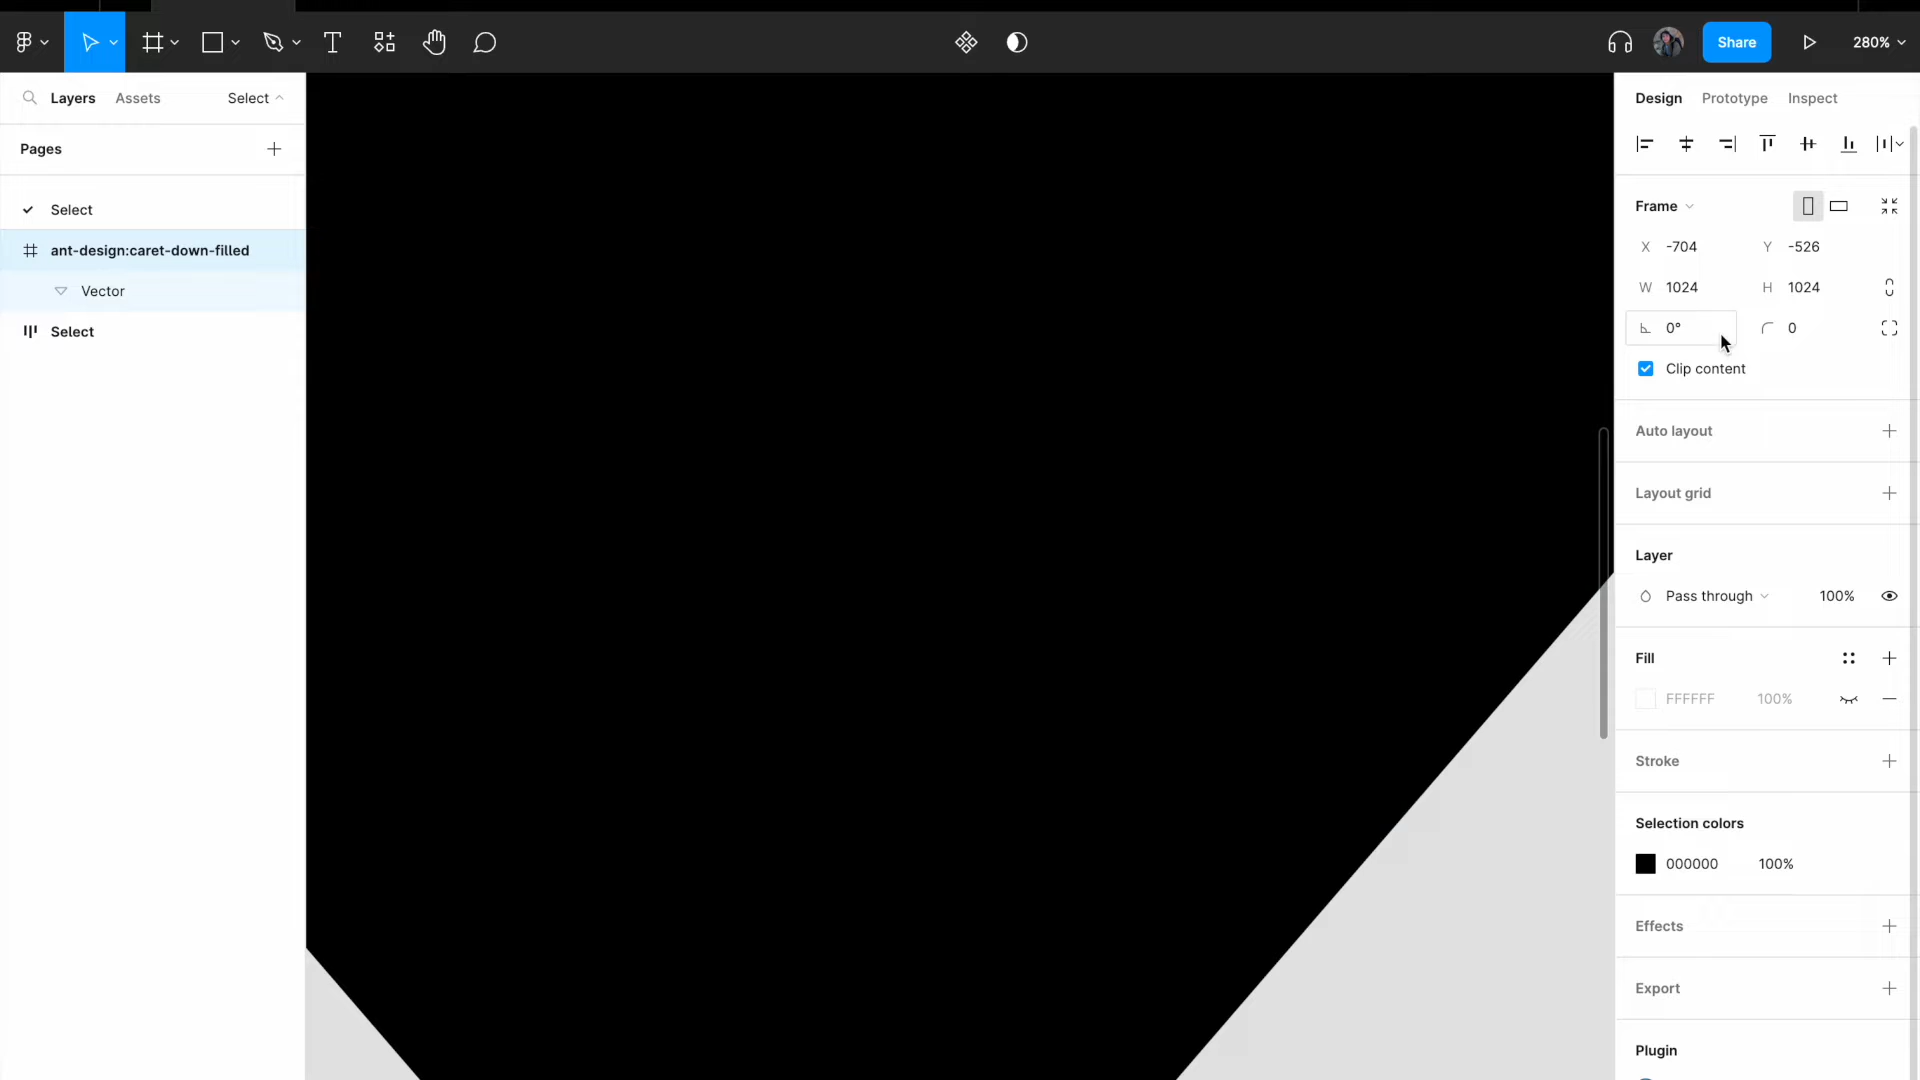 Share
280%
Layers Assets Select
Pages
Select
ant-design:caret-down-filled
Vector
Select
Design Prototype Inspect
Frame
X -704 Y -526
W 1024 H 1024
0° 0
Clip content
Auto layout
Layout grid
Layer
Pass through 100%
Fill
FFFFFF 100%
Stroke
Selection colors
000000 100%
Effects
Export
Plugin